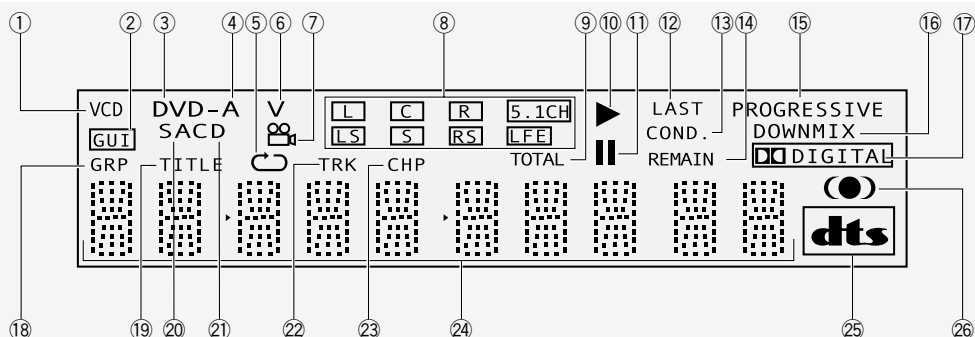 ① ② ③ ④ ⑤ ⑥ ⑦ ⑧ ⑨ ⑩ ⑪ ⑫ ⑬ ⑭ ⑮ ⑯ ⑰
VCD DVD-A V L C R 5.1CH LAST PROGRESSIVE
GUI SACD LS S RS LFE COND. DOWNMIX
GRP TITLE TRK CHP TOTAL REMAIN DIGITAL
dts
⑱ ⑲ ⑳ ㉑ ㉒ ㉓ ㉔ ㉕ ㉖